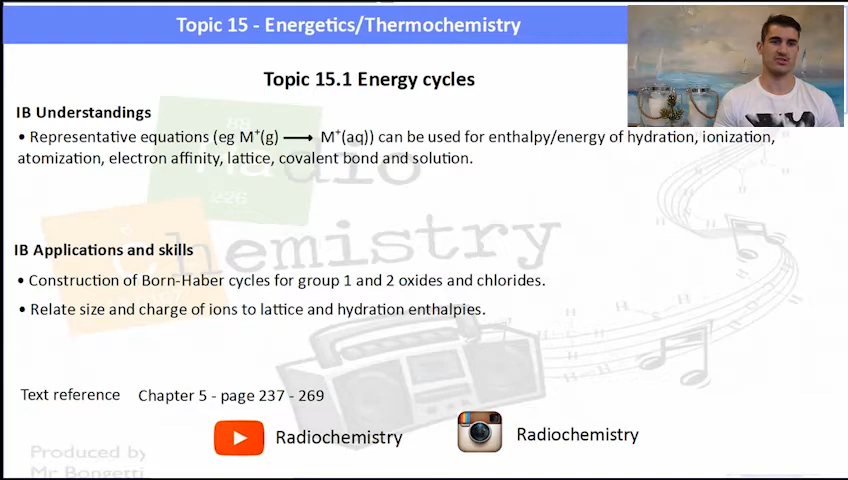 Topic 15 - Energetics/Thermochemistry
Topic 15.1 Energy cycles
IB Understandings
• Representative equations (eg M⁺(g) ⟶ M⁺(aq)) can be used for enthalpy/energy of hydration, ionization,
atomization, electron affinity, lattice, covalent bond and solution.
IB Applications and skills
• Construction of Born-Haber cycles for group 1 and 2 oxides and chlorides.
• Relate size and charge of ions to lattice and hydration enthalpies.
Text reference Chapter 5 - page 237 - 269
Radiochemistry
Radiochemistry
Produced by
Mr Bongetti